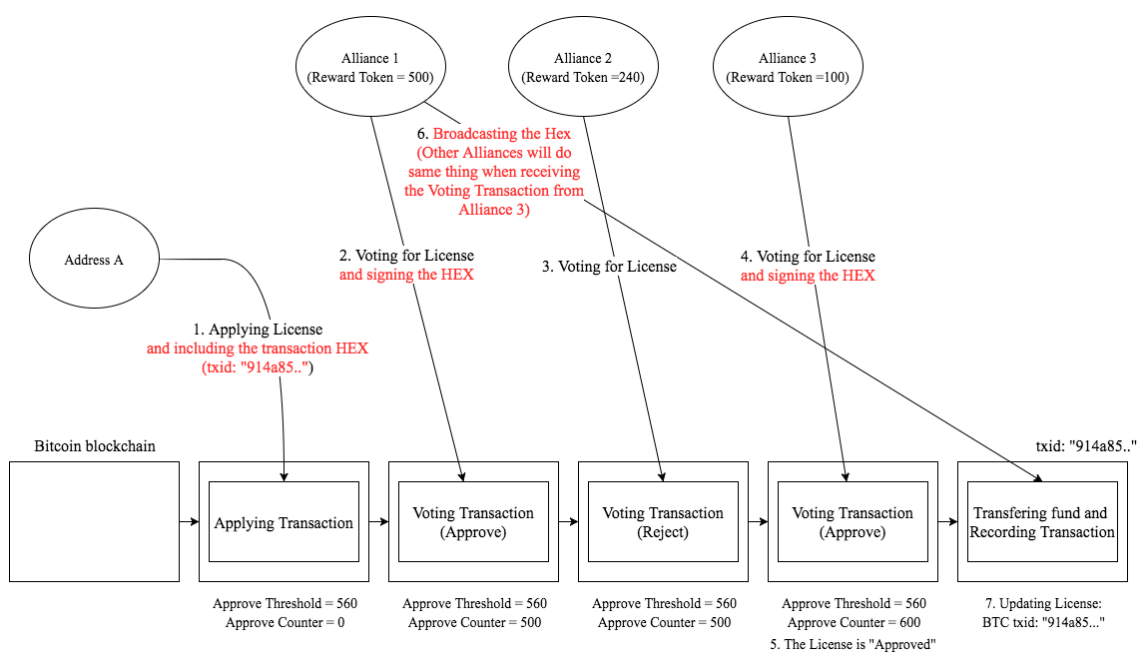 Alliance 1
(Reward Token = 500)
Alliance 2
(Reward Token =240)
Alliance 3
(Reward Token =100)
6. Broadcasting the Hex
(Other Alliances will do
same thing when receiving
the Voting Transaction from
Alliance 3)
Address A
2. Voting for License
and signing the HEX
3. Voting for License
4. Voting for License
and signing the HEX
1. Applying License
and including the transaction HEX
(txid: "914a85..")
Bitcoin blockchain
txid: "914a85.."
Applying Transaction
Voting Transaction
(Approve)
Voting Transaction
(Reject)
Voting Transaction
(Approve)
Transfering fund and
Recording Transaction
Approve Threshold = 560
Approve Counter = 0
Approve Threshold = 560
Approve Counter = 500
Approve Threshold = 560
Approve Counter = 500
Approve Threshold = 560
Approve Counter = 600
5. The License is "Approved"
7. Updating License:
BTC txid: "914a85..."